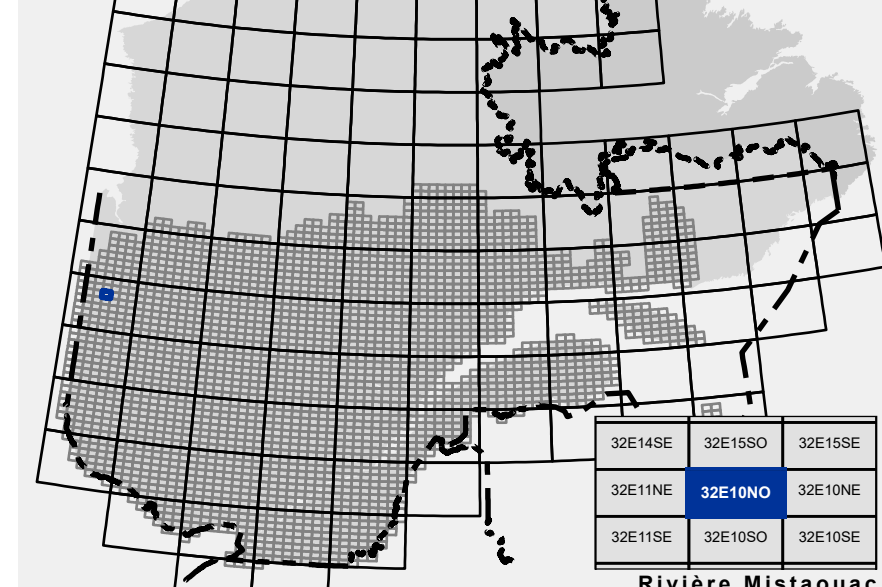 32E14SE 32E15SO 32E15SE
32E11NE 32E10NO 32E10NE
32E11SE 32E10SO 32E10SE
Rivière Mistaouac